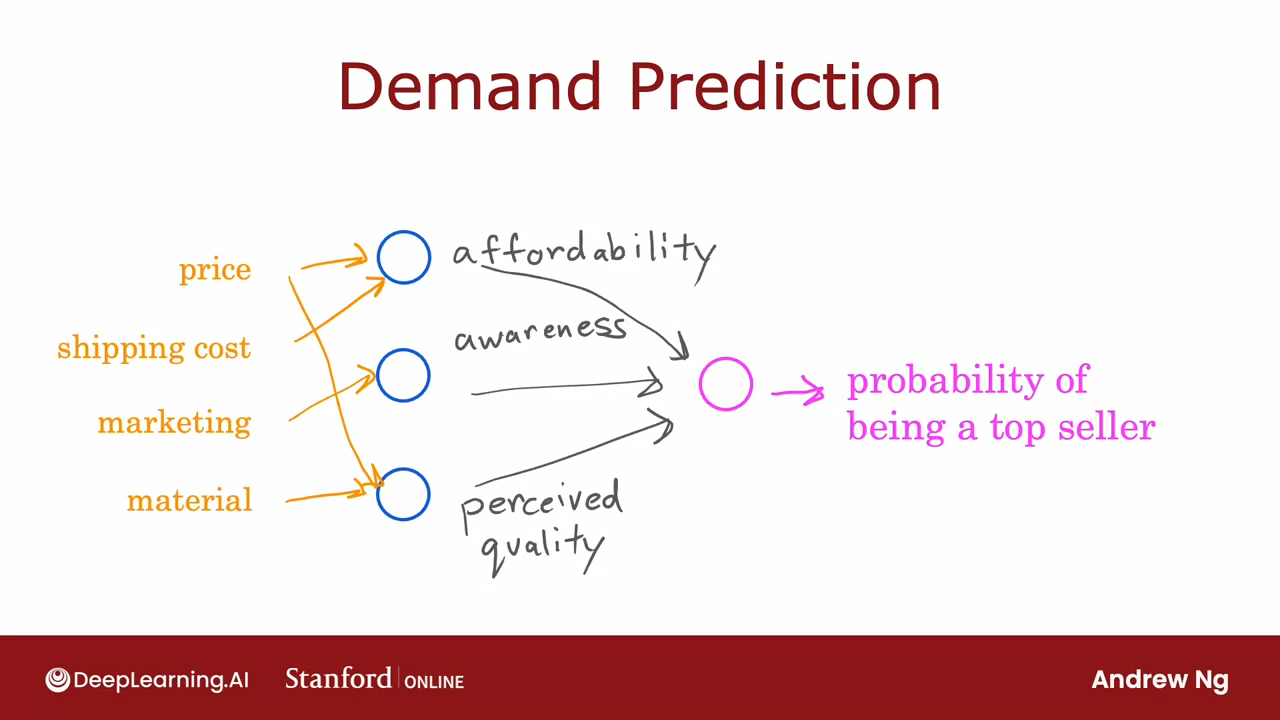 Demand Prediction
price
shipping cost
marketing
material
affordability
awareness
perceived
quality
probability of
being a top seller
DeepLearning.AI
Stanford ONLINE
Andrew Ng